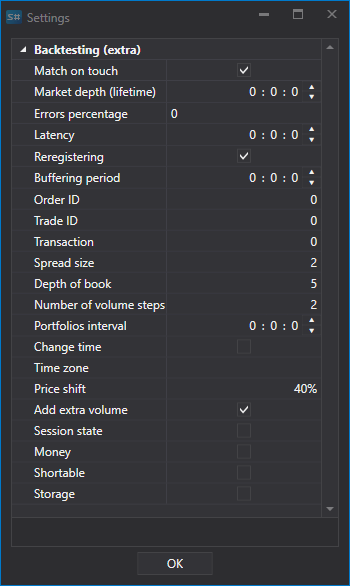 S# Settings
Backtesting (extra)
Match on touch
Market depth (lifetime) 0 : 0 : 0
Errors percentage 0
Latency 0 : 0 : 0
Reregistering
Buffering period 0 : 0 : 0
Order ID 0
Trade ID 0
Transaction 0
Spread size 2
Depth of book 5
Number of volume steps 2
Portfolios interval 0 : 0 : 0
Change time
Time zone
Price shift 40%
Add extra volume
Session state
Money
Shortable
Storage
OK